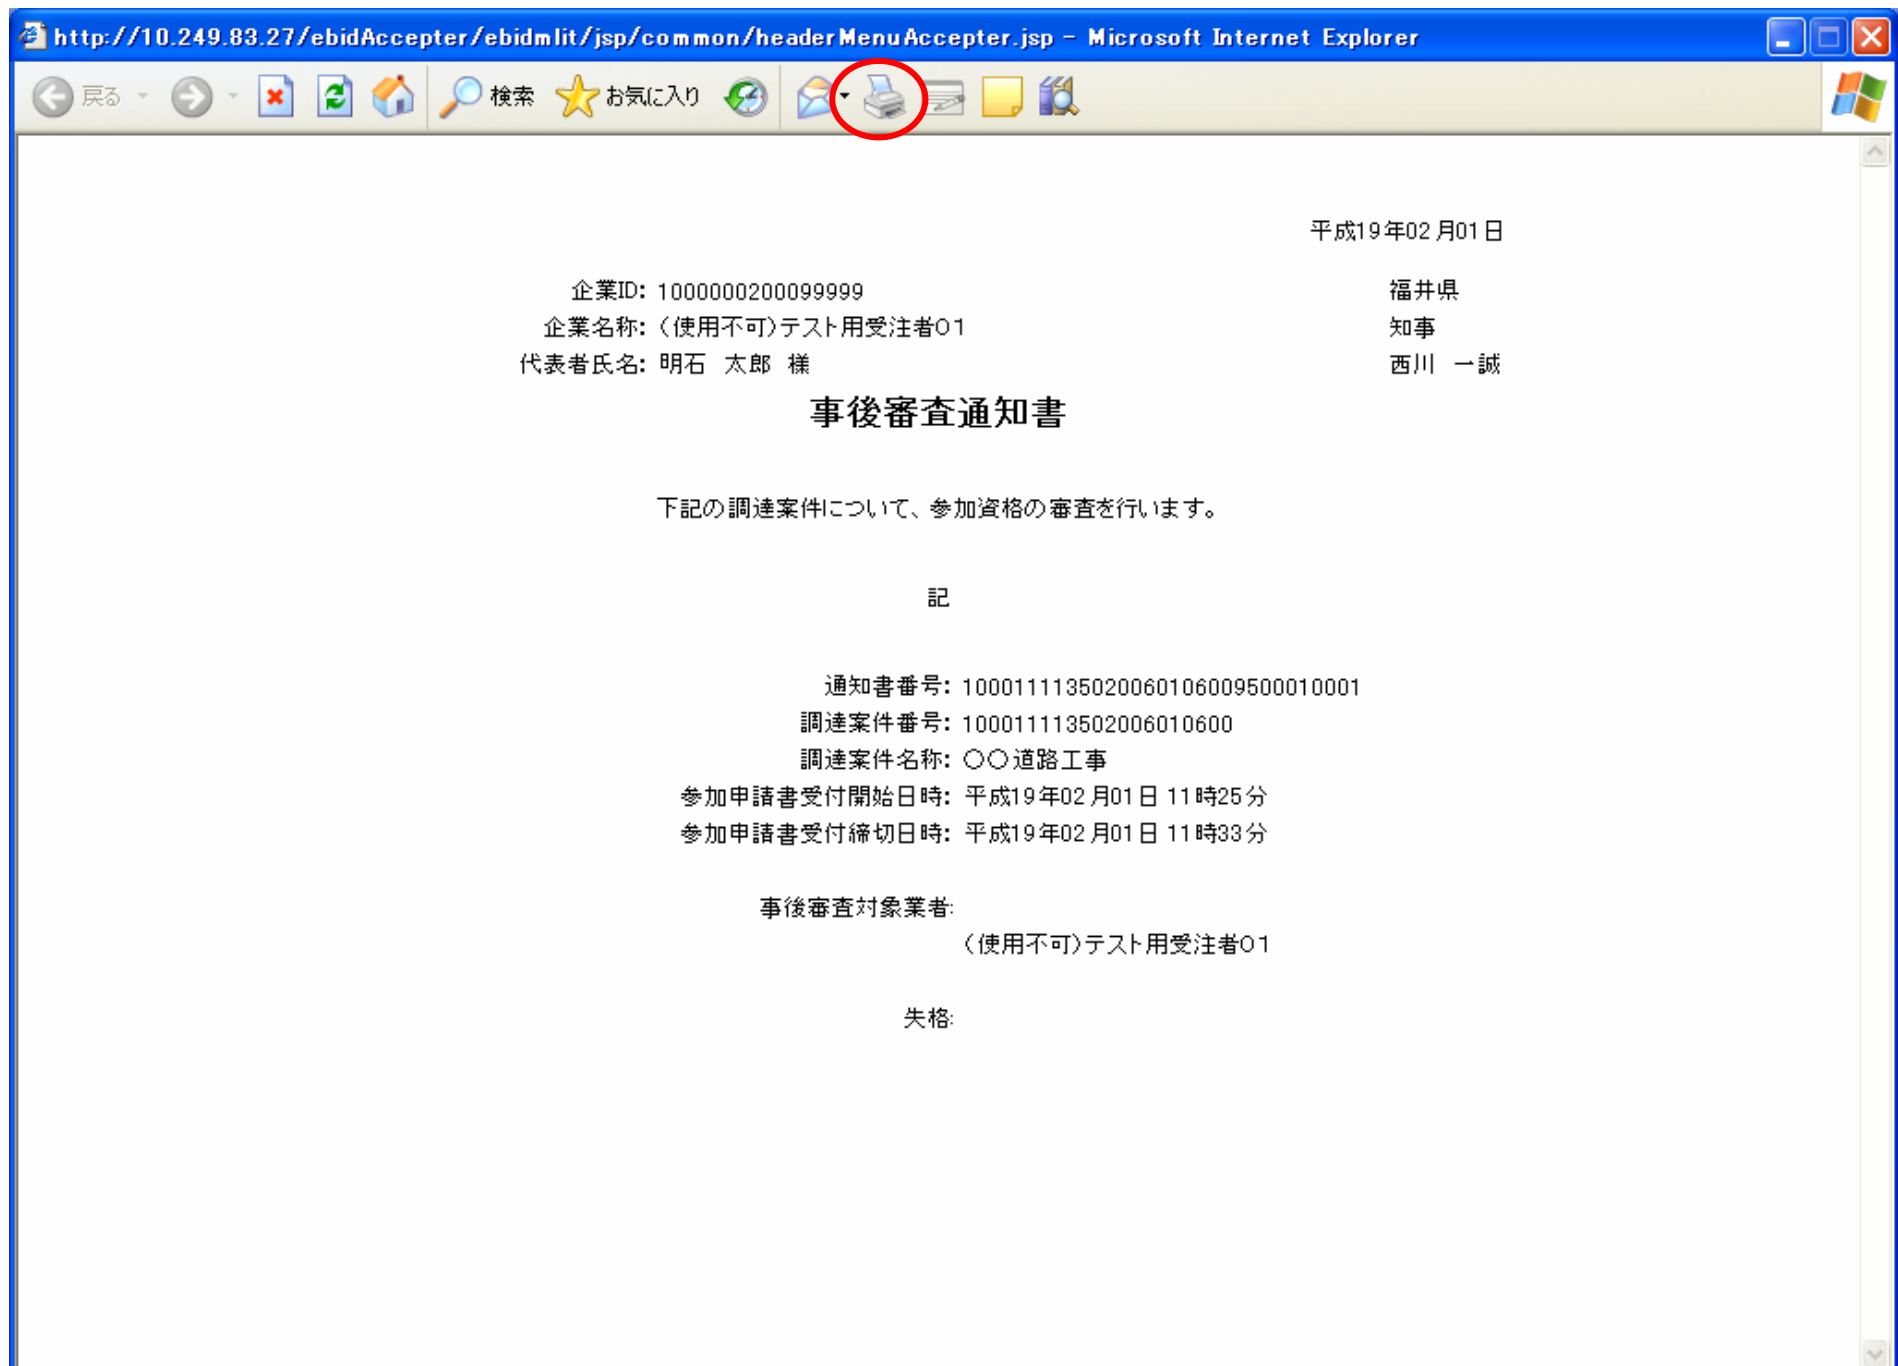 http://10.249.83.27/ebidAccepter/ebidmlit/jsp/common/headerMenuAccepter.jsp - Microsoft Internet Explorer
戻る 検索 お気に入り
平成19年02月01日
企業ID: 1000000200099999 福井県
企業名称: (使用不可)テスト用受注者01 知事
代表者氏名: 明石 太郎 様 西川 一誠
事後審査通知書
下記の調達案件について、参加資格の審査を行います。
記
通知書番号: 10001111350200601060095000​10001
調達案件番号: 100011113502006010600
調達案件名称: 〇〇道路工事
参加申請書受付開始日時: 平成19年02月01日 11時25分
参加申請書受付締切日時: 平成19年02月01日 11時33分
事後審査対象業者:
(使用不可)テスト用受注者01
失格: